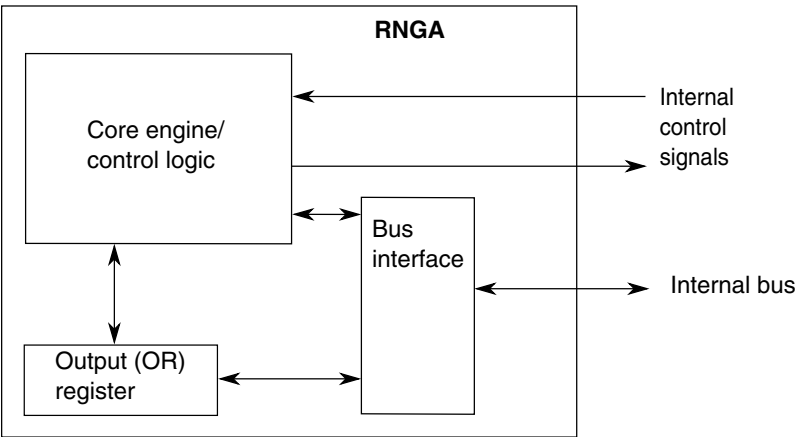 RNGA
Core engine/
control logic
Internal
control
signals
Bus
interface
Internal bus
Output (OR)
register